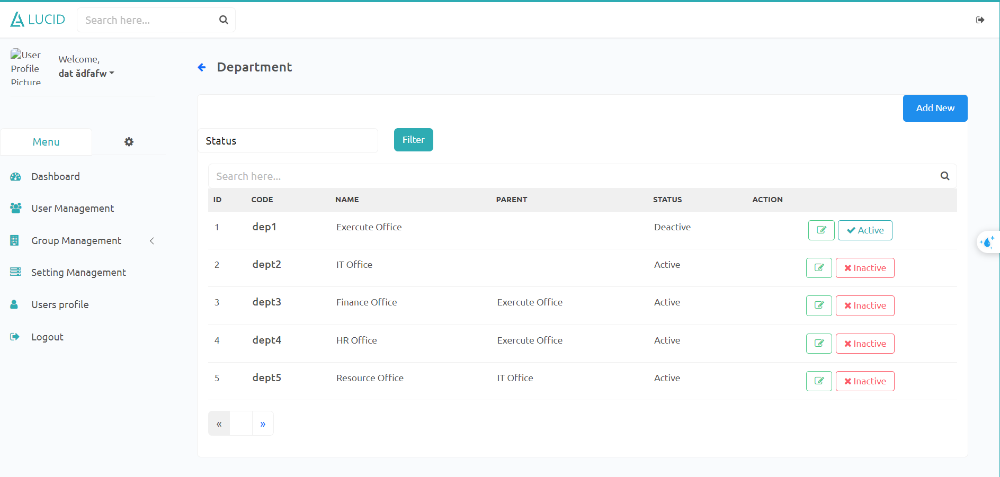 LUCID
Search here...
User
Profile
Picture
Welcome,
dat ădfafw
Menu
Dashboard
User Management
Group Management
Setting Management
Users profile
Logout
Department
Add New
Status
Filter
Search here...
ID CODE NAME PARENT STATUS ACTION
1 dep1 Exercute Office Deactive Active
2 dept2 IT Office Active Inactive
3 dept3 Finance Office Exercute Office Active Inactive
4 dept4 HR Office Exercute Office Active Inactive
5 dept5 Resource Office IT Office Active Inactive
« »